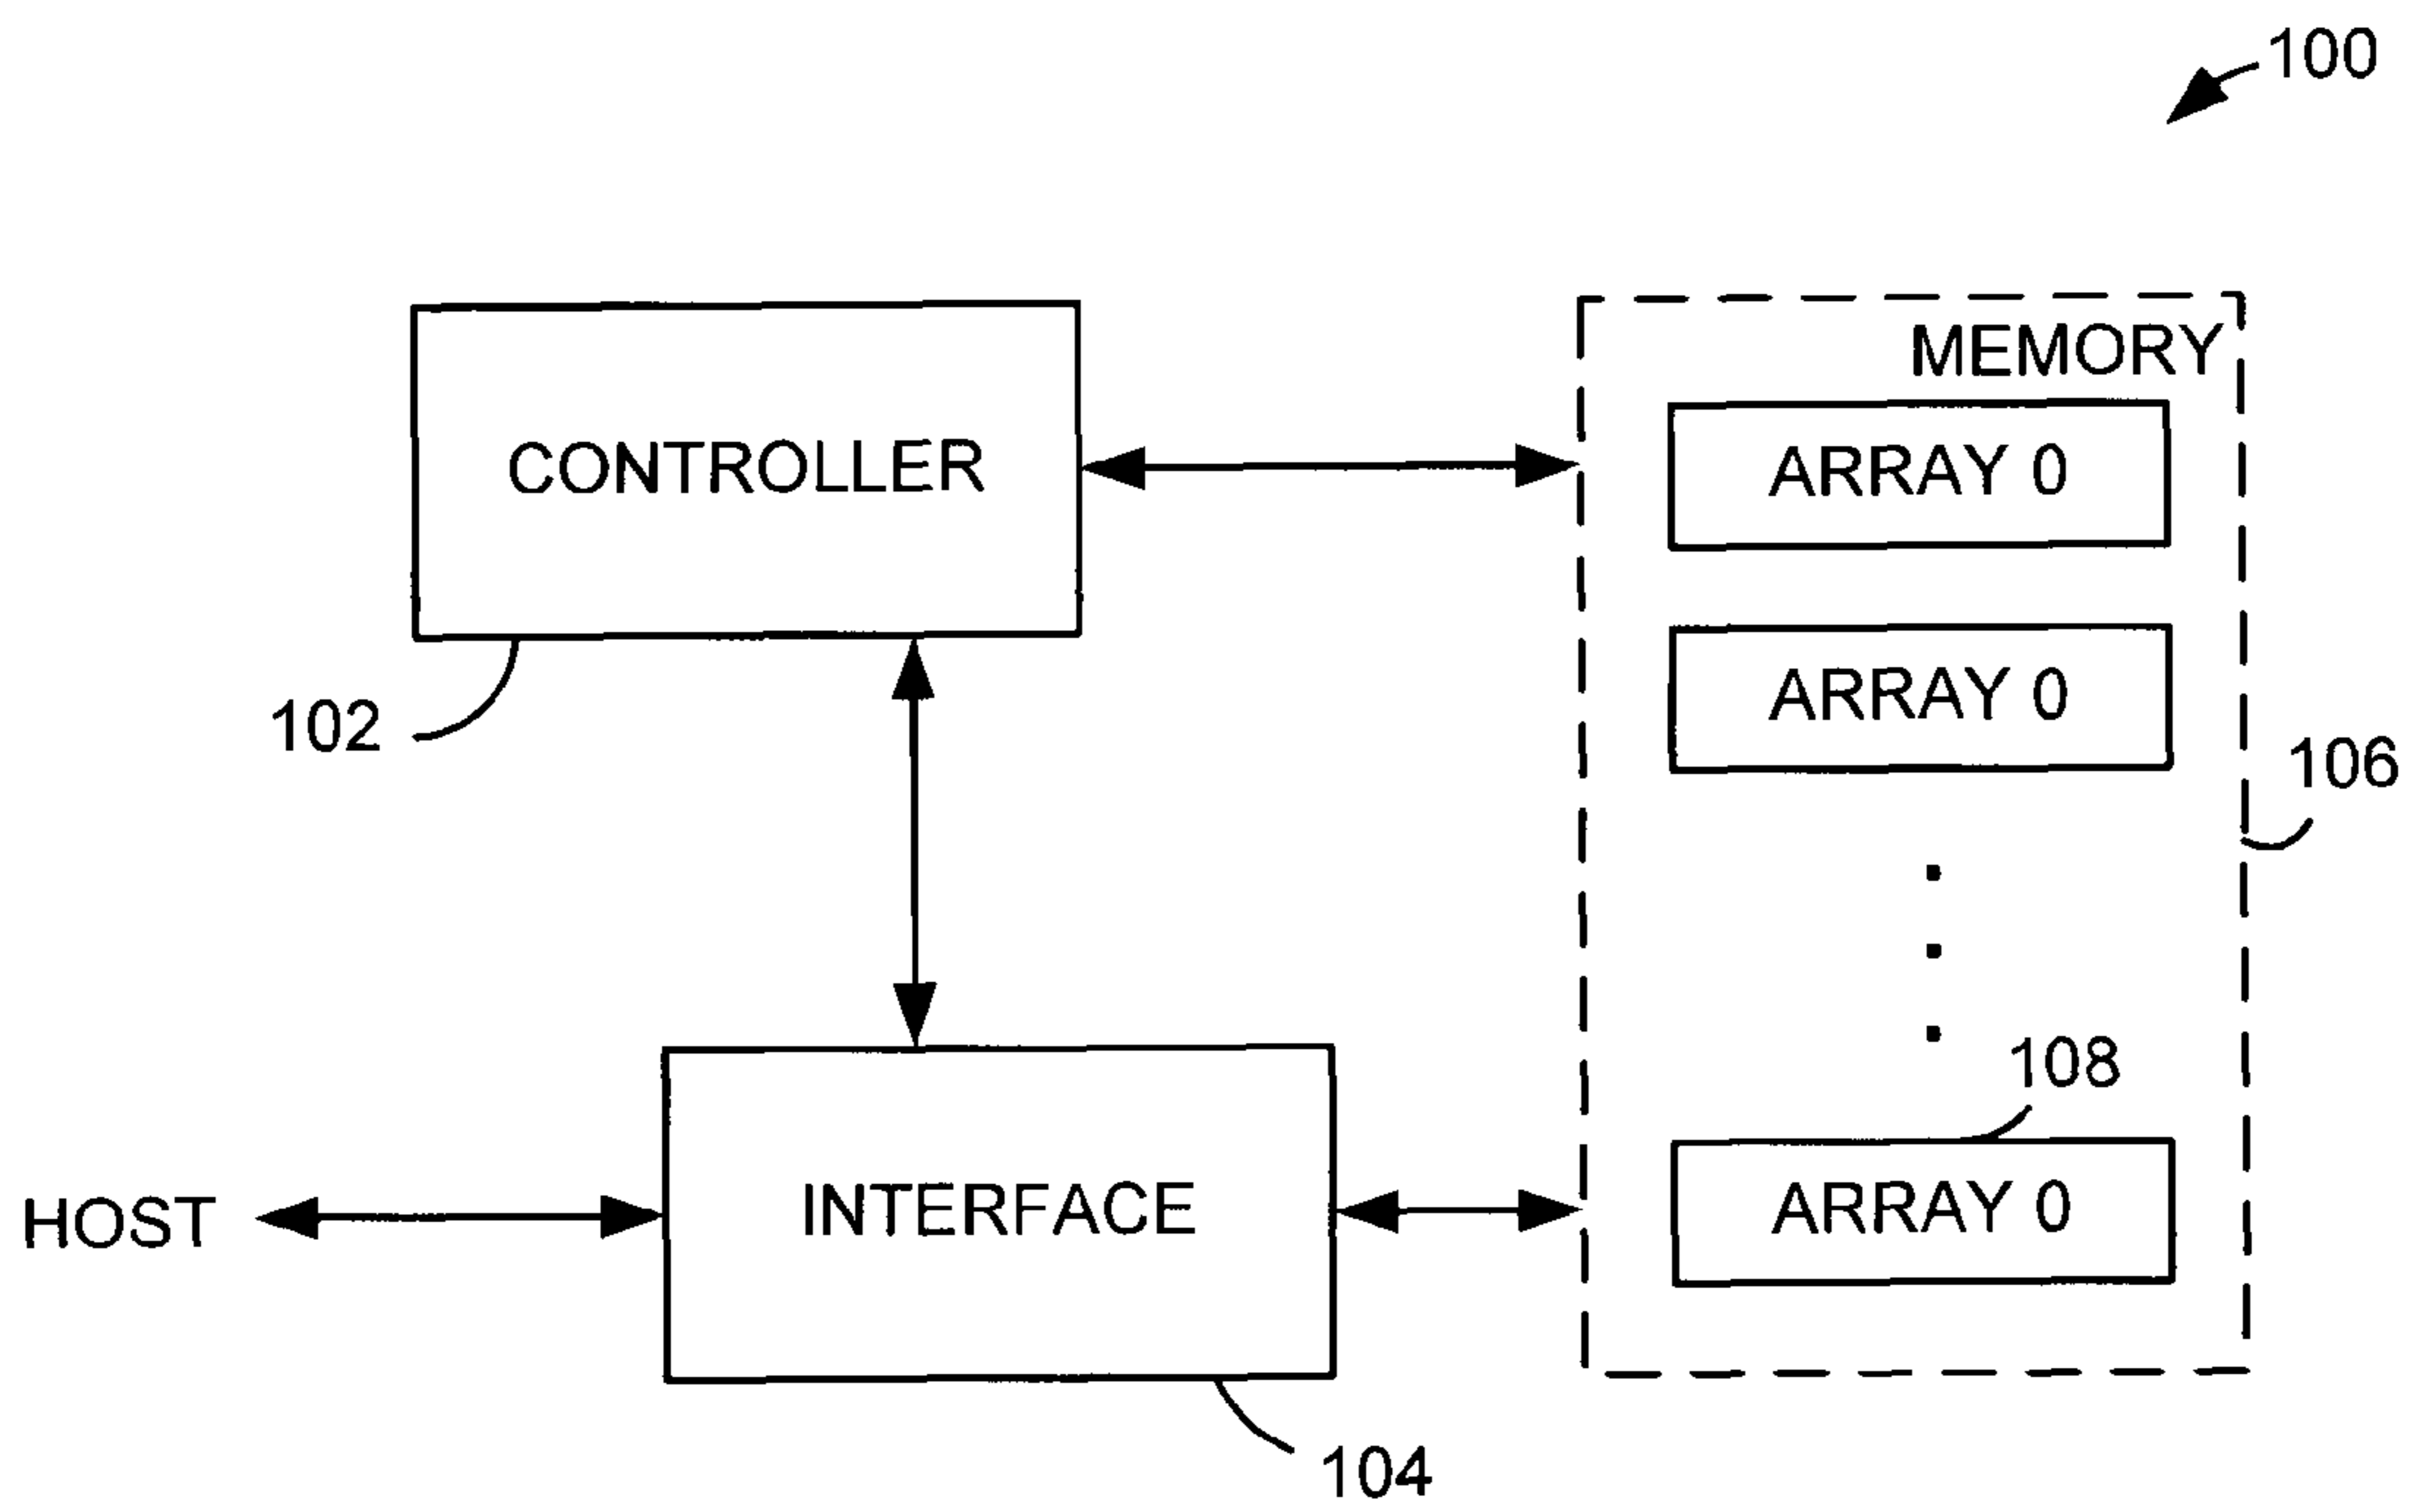 100
MEMORY
CONTROLLER
ARRAY 0
ARRAY 0
102
106
108
INTERFACE
ARRAY 0
HOST
104